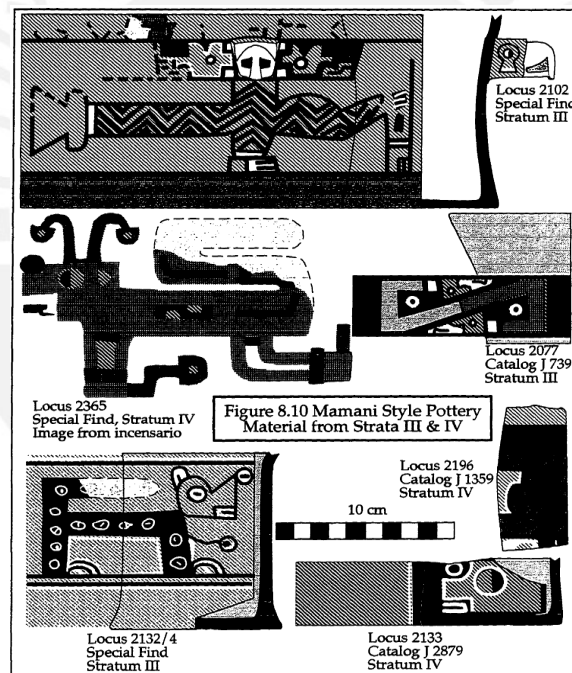 Locus 2102
Special Find
Stratum III
Locus 2077
Catalog J 739
Stratum III
Locus 2365
Special Find, Stratum IV
Image from incensario
Figure 8.10 Mamani Style Pottery
Material from Strata III & IV
Locus 2196
Catalog J 1359
Stratum IV
10 cm
Locus 2132/4
Special Find
Stratum III
Locus 2133
Catalog J 2879
Stratum IV